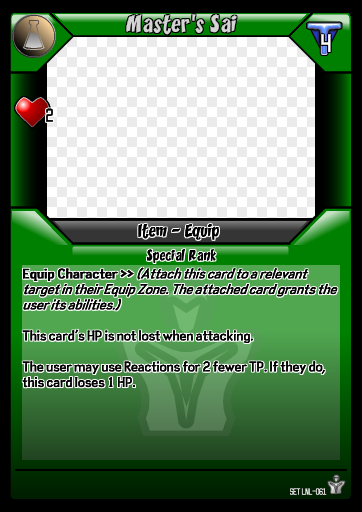 Master's Sai
4
2
Item - Equip
Special Rank
Equip Character >> (Attach this card to a relevant
target in their Equip Zone. The attached card grants the
user its abilities.)
This card's HP is not lost when attacking.
The user may use Reactions for 2 fewer TP. If they do,
this card loses 1 HP.
SET LNL-061